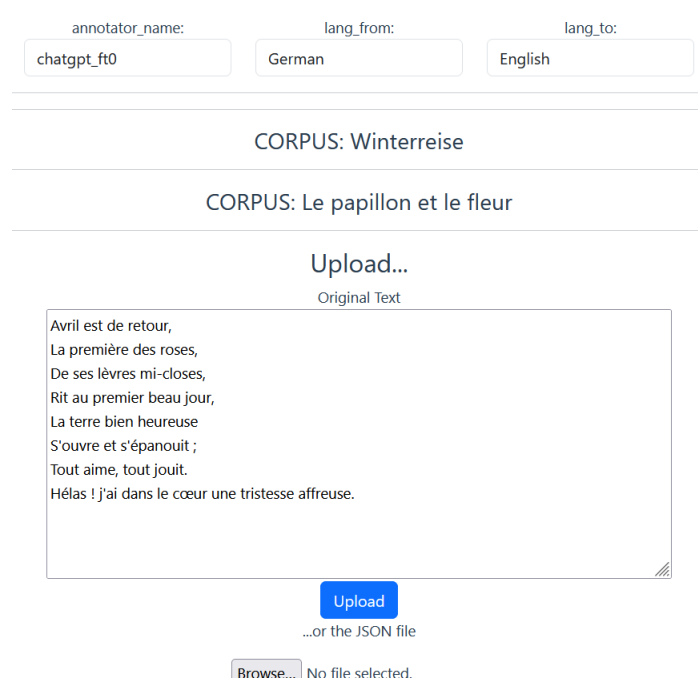 annotator_name:
lang_from:
lang_to:
chatgpt_ft0
German
English
CORPUS: Winterreise
CORPUS: Le papillon et le fleur
Upload...
Original Text
Avril est de retour,
La première des roses,
De ses lèvres mi-closes,
Rit au premier beau jour,
La terre bien heureuse
S'ouvre et s'épanouit ;
Tout aime, tout jouit.
Hélas ! j'ai dans le cœur une tristesse affreuse.
Upload
...or the JSON file
Browse... No file selected.